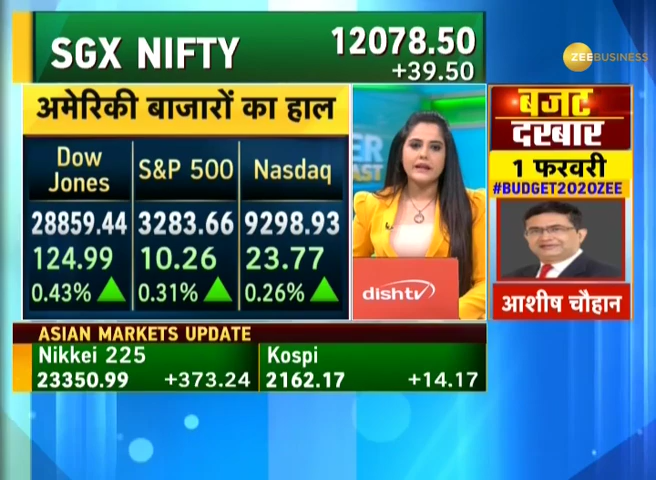 SGX NIFTY
12078.50
+39.50
ZEEBUSINESS
अमेरिकी बाजारों का हाल
Dow Jones
S&P 500
Nasdaq
28859.44
3283.66
9298.93
124.99
10.26
23.77
0.43%
0.31%
0.26%
dishtv
बजट
दरबार
1 फरवरी
#BUDGET2020ZEE
आशीष चौहान
ASIAN MARKETS UPDATE
Nikkei 225
23350.99
+373.24
Kospi
2162.17
+14.17